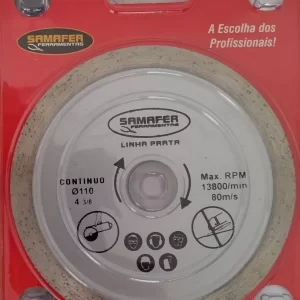 SAMAFER
FERRAMENTAS
A Escolha dos
Profissionais!
SAMAFER
FERRAMENTAS
LINHA PRATA
CONTINUO
Ø110
4 3/8
Max. RPM
13800/min
80m/s